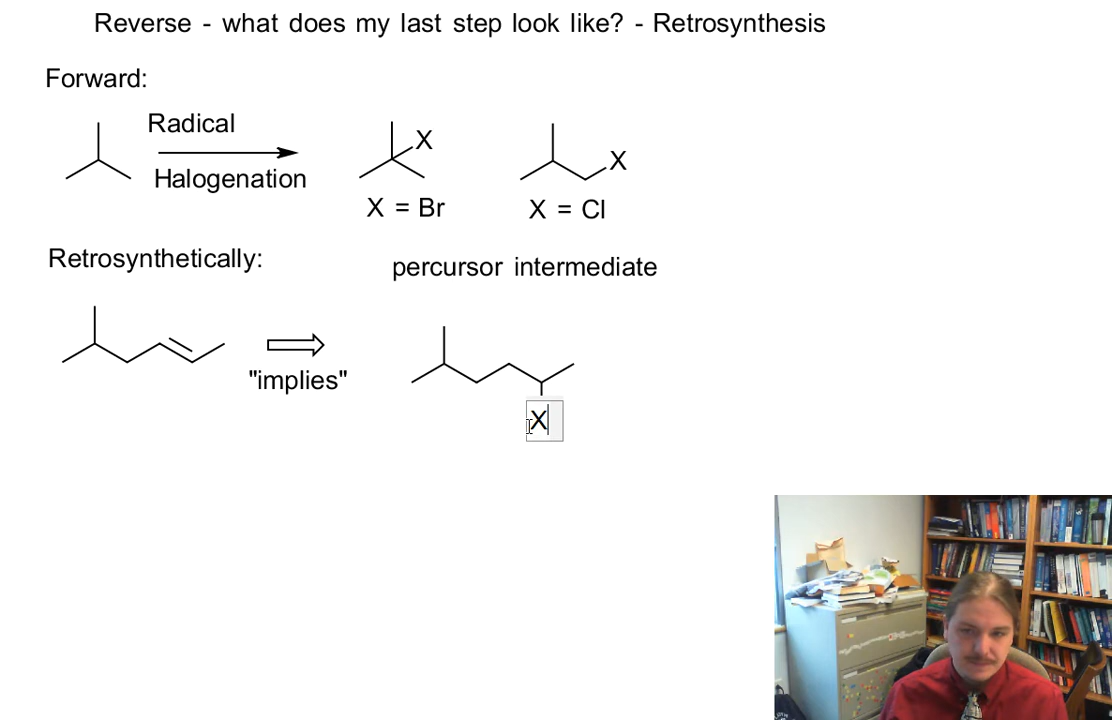 Reverse - what does my last step look like? - Retrosynthesis
Forward:
Radical
Halogenation
X
X = Br
X
X = Cl
Retrosynthetically:
percursor intermediate
"implies"
X